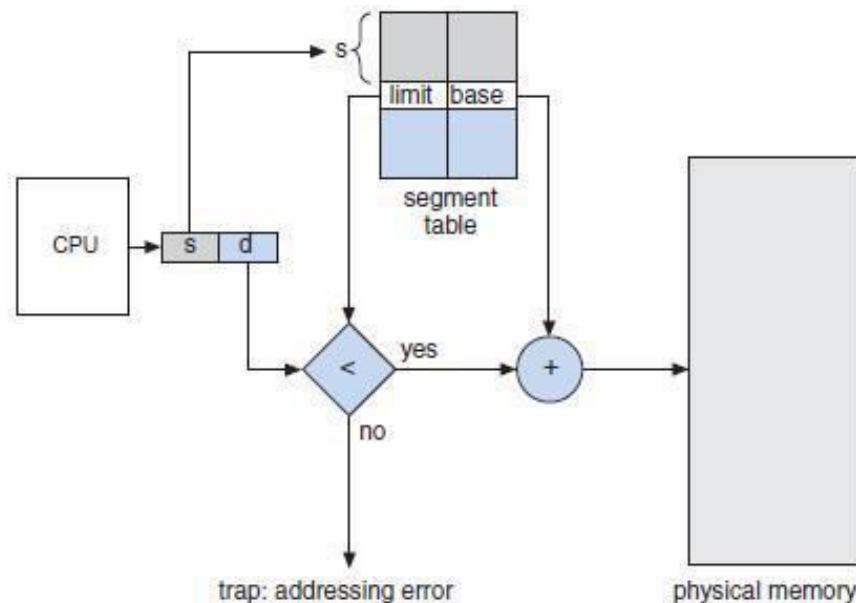 s
limit base
segment
table
CPU
s d
<
yes
+
no
trap: addressing error
physical memory